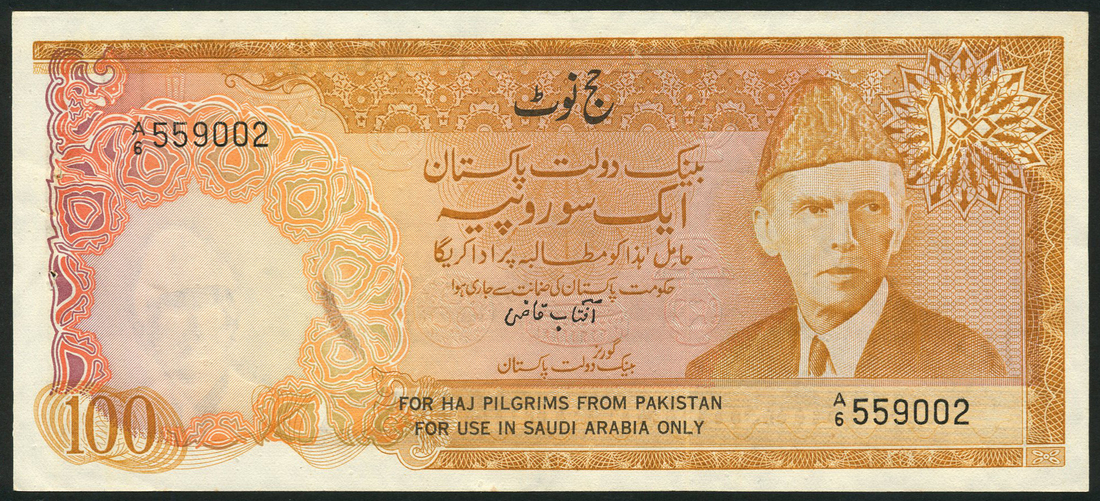 حج نوٹ
A/6 559002
۱۰۰
بینک دولت پاکستان
ایک سو روپیہ
حامل ہٰذا کو مطالبہ پر ادا کریگا
حکومت پاکستان کی ضمانت سے جاری ہوا
آفتاب قاضی
گورنر
بینک دولت پاکستان
FOR HAJ PILGRIMS FROM PAKISTAN
FOR USE IN SAUDI ARABIA ONLY
A/6 559002
100